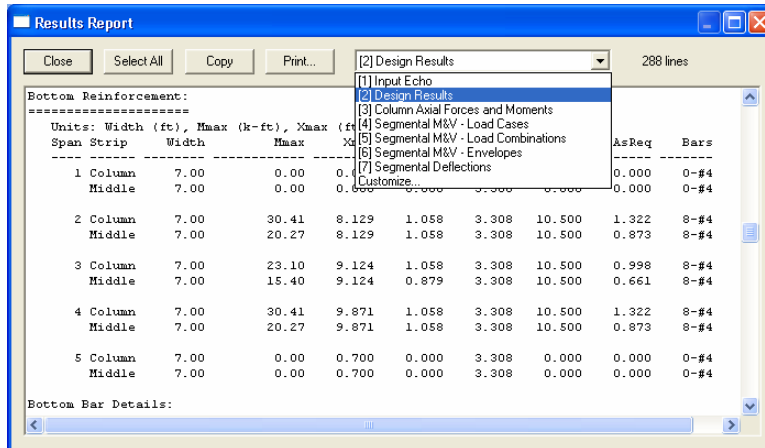 Results Report
Close Select All Copy Print... [2] Design Results 288 lines
[1] Input Echo
[2] Design Results
[3] Column Axial Forces and Moments
[4] Segmental M&V - Load Cases
[5] Segmental M&V - Load Combinations
[6] Segmental M&V - Envelopes
[7] Segmental Deflections
Customize...
Bottom Reinforcement:
=====================
Units: Width (ft), Mmax (k-ft), Xmax (ft
Span Strip Width Mmax AsReq Bars
1 Column 7.00 0.00 0.000 0-#4
Middle 7.00 0.00 0.000 0-#4
2 Column 7.00 30.41 8.129 1.058 3.308 10.500 1.322 8-#4
Middle 7.00 20.27 8.129 1.058 3.308 10.500 0.873 8-#4
3 Column 7.00 23.10 9.124 1.058 3.308 10.500 0.998 8-#4
Middle 7.00 15.40 9.124 0.879 3.308 10.500 0.661 8-#4
4 Column 7.00 30.41 9.871 1.058 3.308 10.500 1.322 8-#4
Middle 7.00 20.27 9.871 1.058 3.308 10.500 0.873 8-#4
5 Column 7.00 0.00 0.700 0.000 3.308 0.000 0.000 0-#4
Middle 7.00 0.00 0.700 0.000 3.308 0.000 0.000 0-#4
Bottom Bar Details: